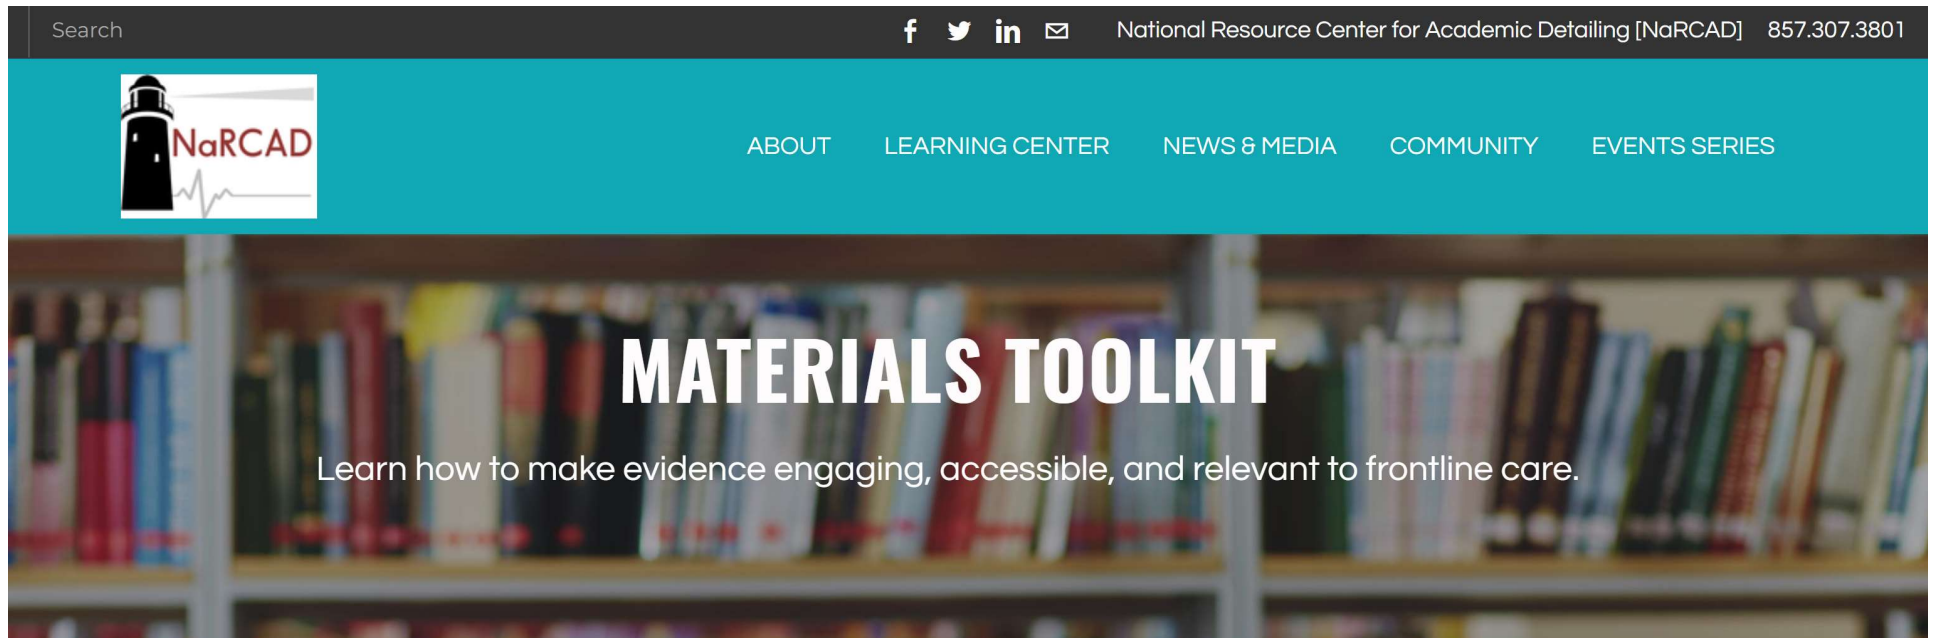 Search
National Resource Center for Academic Detailing [NaRCAD] 857.307.3801
NaRCAD
ABOUT LEARNING CENTER NEWS & MEDIA COMMUNITY EVENTS SERIES
MATERIALS TOOLKIT
Learn how to make evidence engaging, accessible, and relevant to frontline care.